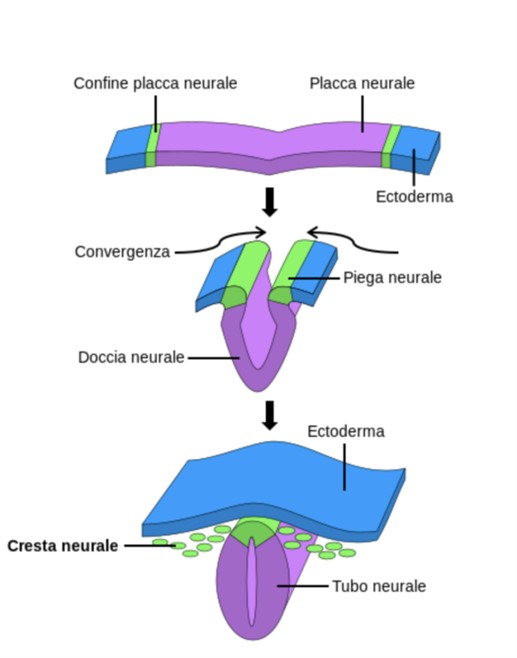 Confine placca neurale
Placca neurale
Ectoderma
Convergenza
Piega neurale
Doccia neurale
Ectoderma
Cresta neurale
Tubo neurale